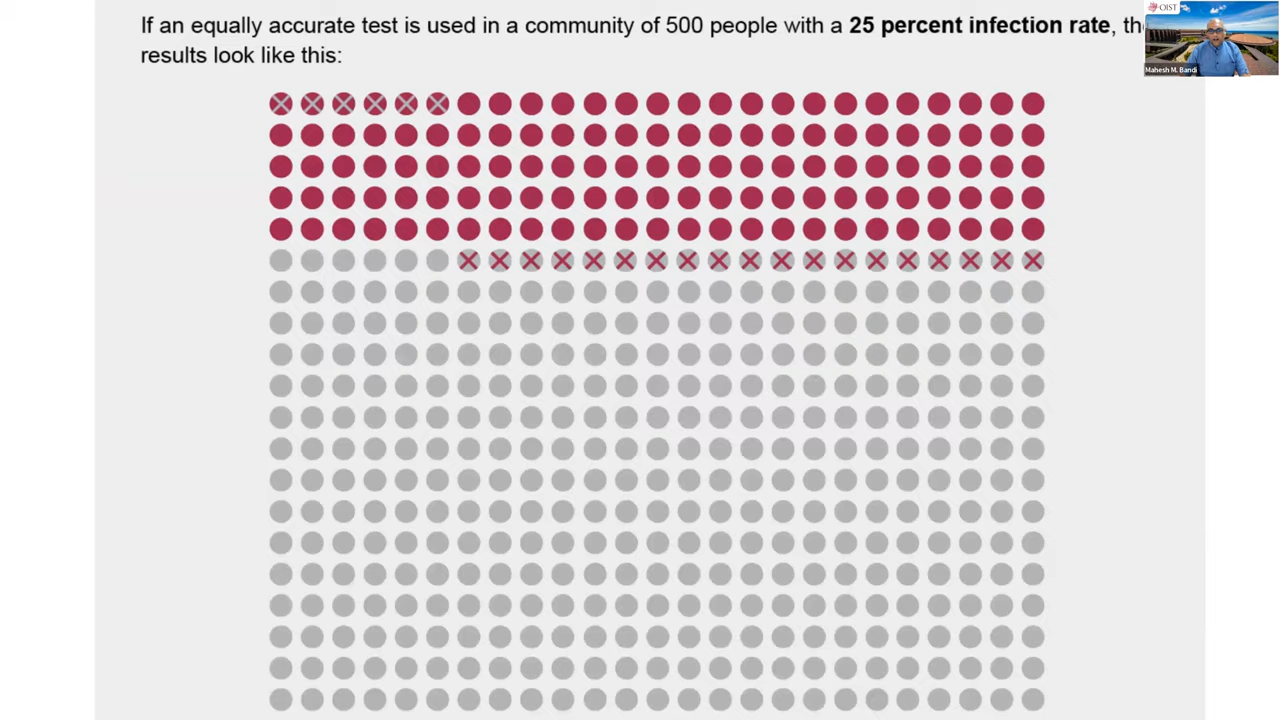 If an equally accurate test is used in a community of 500 people with a 25 percent infection rate, the
results look like this:
OIST
Mahesh M. Bandi